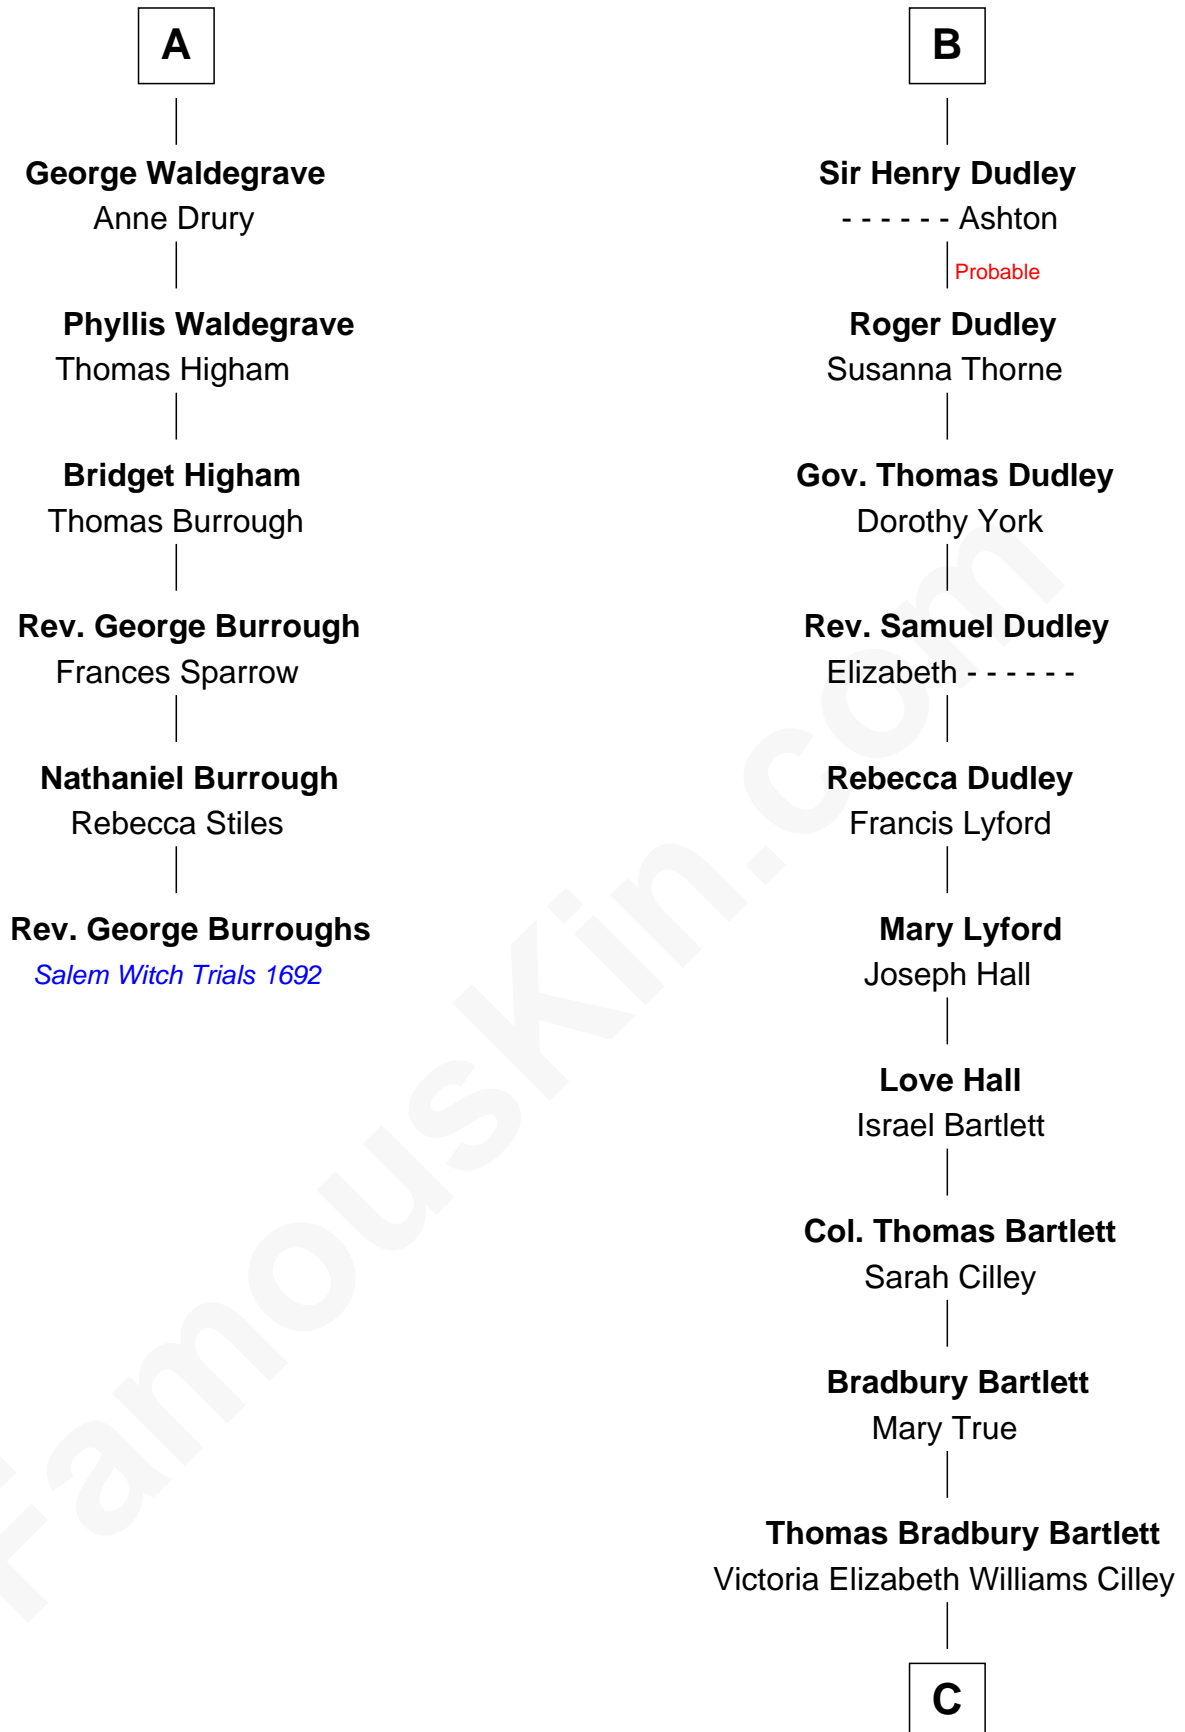 A
George Waldegrave
Anne Drury
Phyllis Waldegrave
Thomas Higham
Bridget Higham
Thomas Burrough
Rev. George Burrough
Frances Sparrow
Nathaniel Burrough
Rebecca Stiles
Rev. George Burroughs
Salem Witch Trials 1692
B
Sir Henry Dudley
- - - - - - Ashton
Probable
Roger Dudley
Susanna Thorne
Gov. Thomas Dudley
Dorothy York
Rev. Samuel Dudley
Elizabeth - - - - - -
Rebecca Dudley
Francis Lyford
Mary Lyford
Joseph Hall
Love Hall
Israel Bartlett
Col. Thomas Bartlett
Sarah Cilley
Bradbury Bartlett
Mary True
Thomas Bradbury Bartlett
Victoria Elizabeth Williams Cilley
C
FamousKin.com